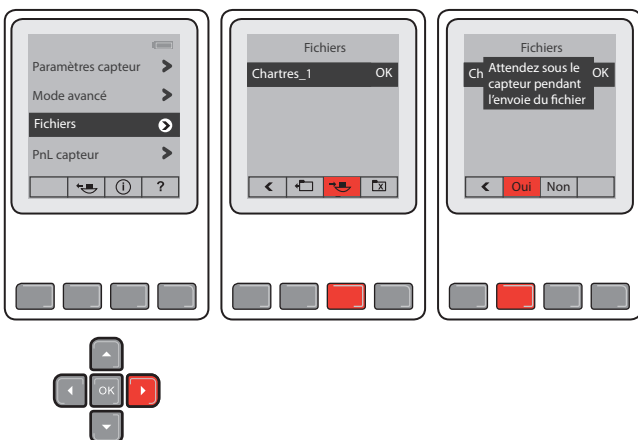 Paramètres capteur
Mode avancé
Fichiers
PnL capteur
i ?
Fichiers
Chartres_1 OK
X
Fichiers
Ch Attendez sous le OK
capteur pendant
l'envoie du fichier
Oui Non
OK